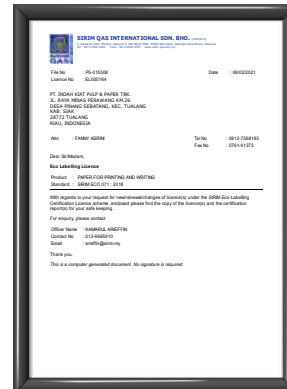 SIRIM QAS INTERNATIONAL SDN. BHD.
File No : PS-015306 Date : 08/02/2021
Licence No : EL000164
PT. INDAH KIAT PULP & PAPER TBK.
JL. RAYA MINAS PERAWANG KM.26
DESA PINANG SEBATANG, KEC. TUALANG
KAB. SIAK
28772 TUALANG
RIAU, INDONESIA
Attn : FANNY ASRINI Tel No : 0812-7568185
Fax No : 0761-91373
Dear Sir/Madam,
Eco Labelling Licence
Product : PAPER FOR PRINTING AND WRITING
Standard : SIRIM ECO 071 : 2018
With regards to your request for new/renewal/changes of licence(s) under the SIRIM Eco-Labelling
Certification Licence scheme, enclosed please find the copy of the licence(s) and the certification
report(s) for your safe keeping.
For enquiry, please contact:
Officer Name : KAMARUL ARIEFFIN
Contact No : 012-6665910
Email : arieffin@sirim.my
Thank you.
This is a computer generated document. No signature is required.